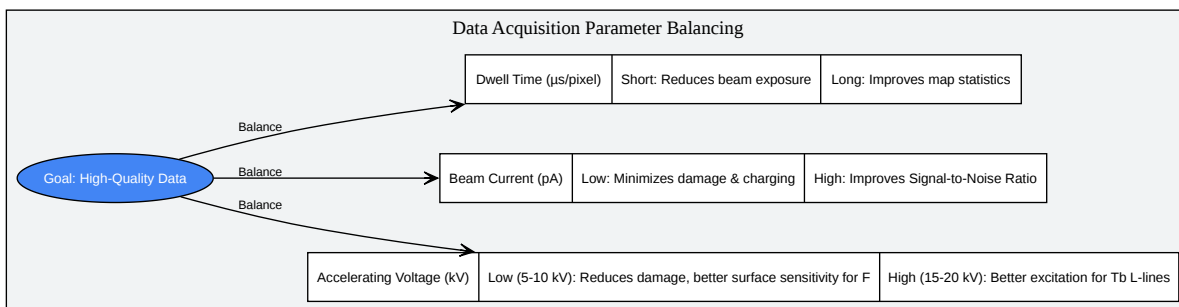 Data Acquisition Parameter Balancing
Dwell Time (µs/pixel) Short: Reduces beam exposure Long: Improves map statistics
Balance
Goal: High-Quality Data
Balance
Beam Current (pA) Low: Minimizes damage & charging High: Improves Signal-to-Noise Ratio
Balance
Accelerating Voltage (kV) Low (5-10 kV): Reduces damage, better surface sensitivity for F High (15-20 kV): Better excitation for Tb L-lines